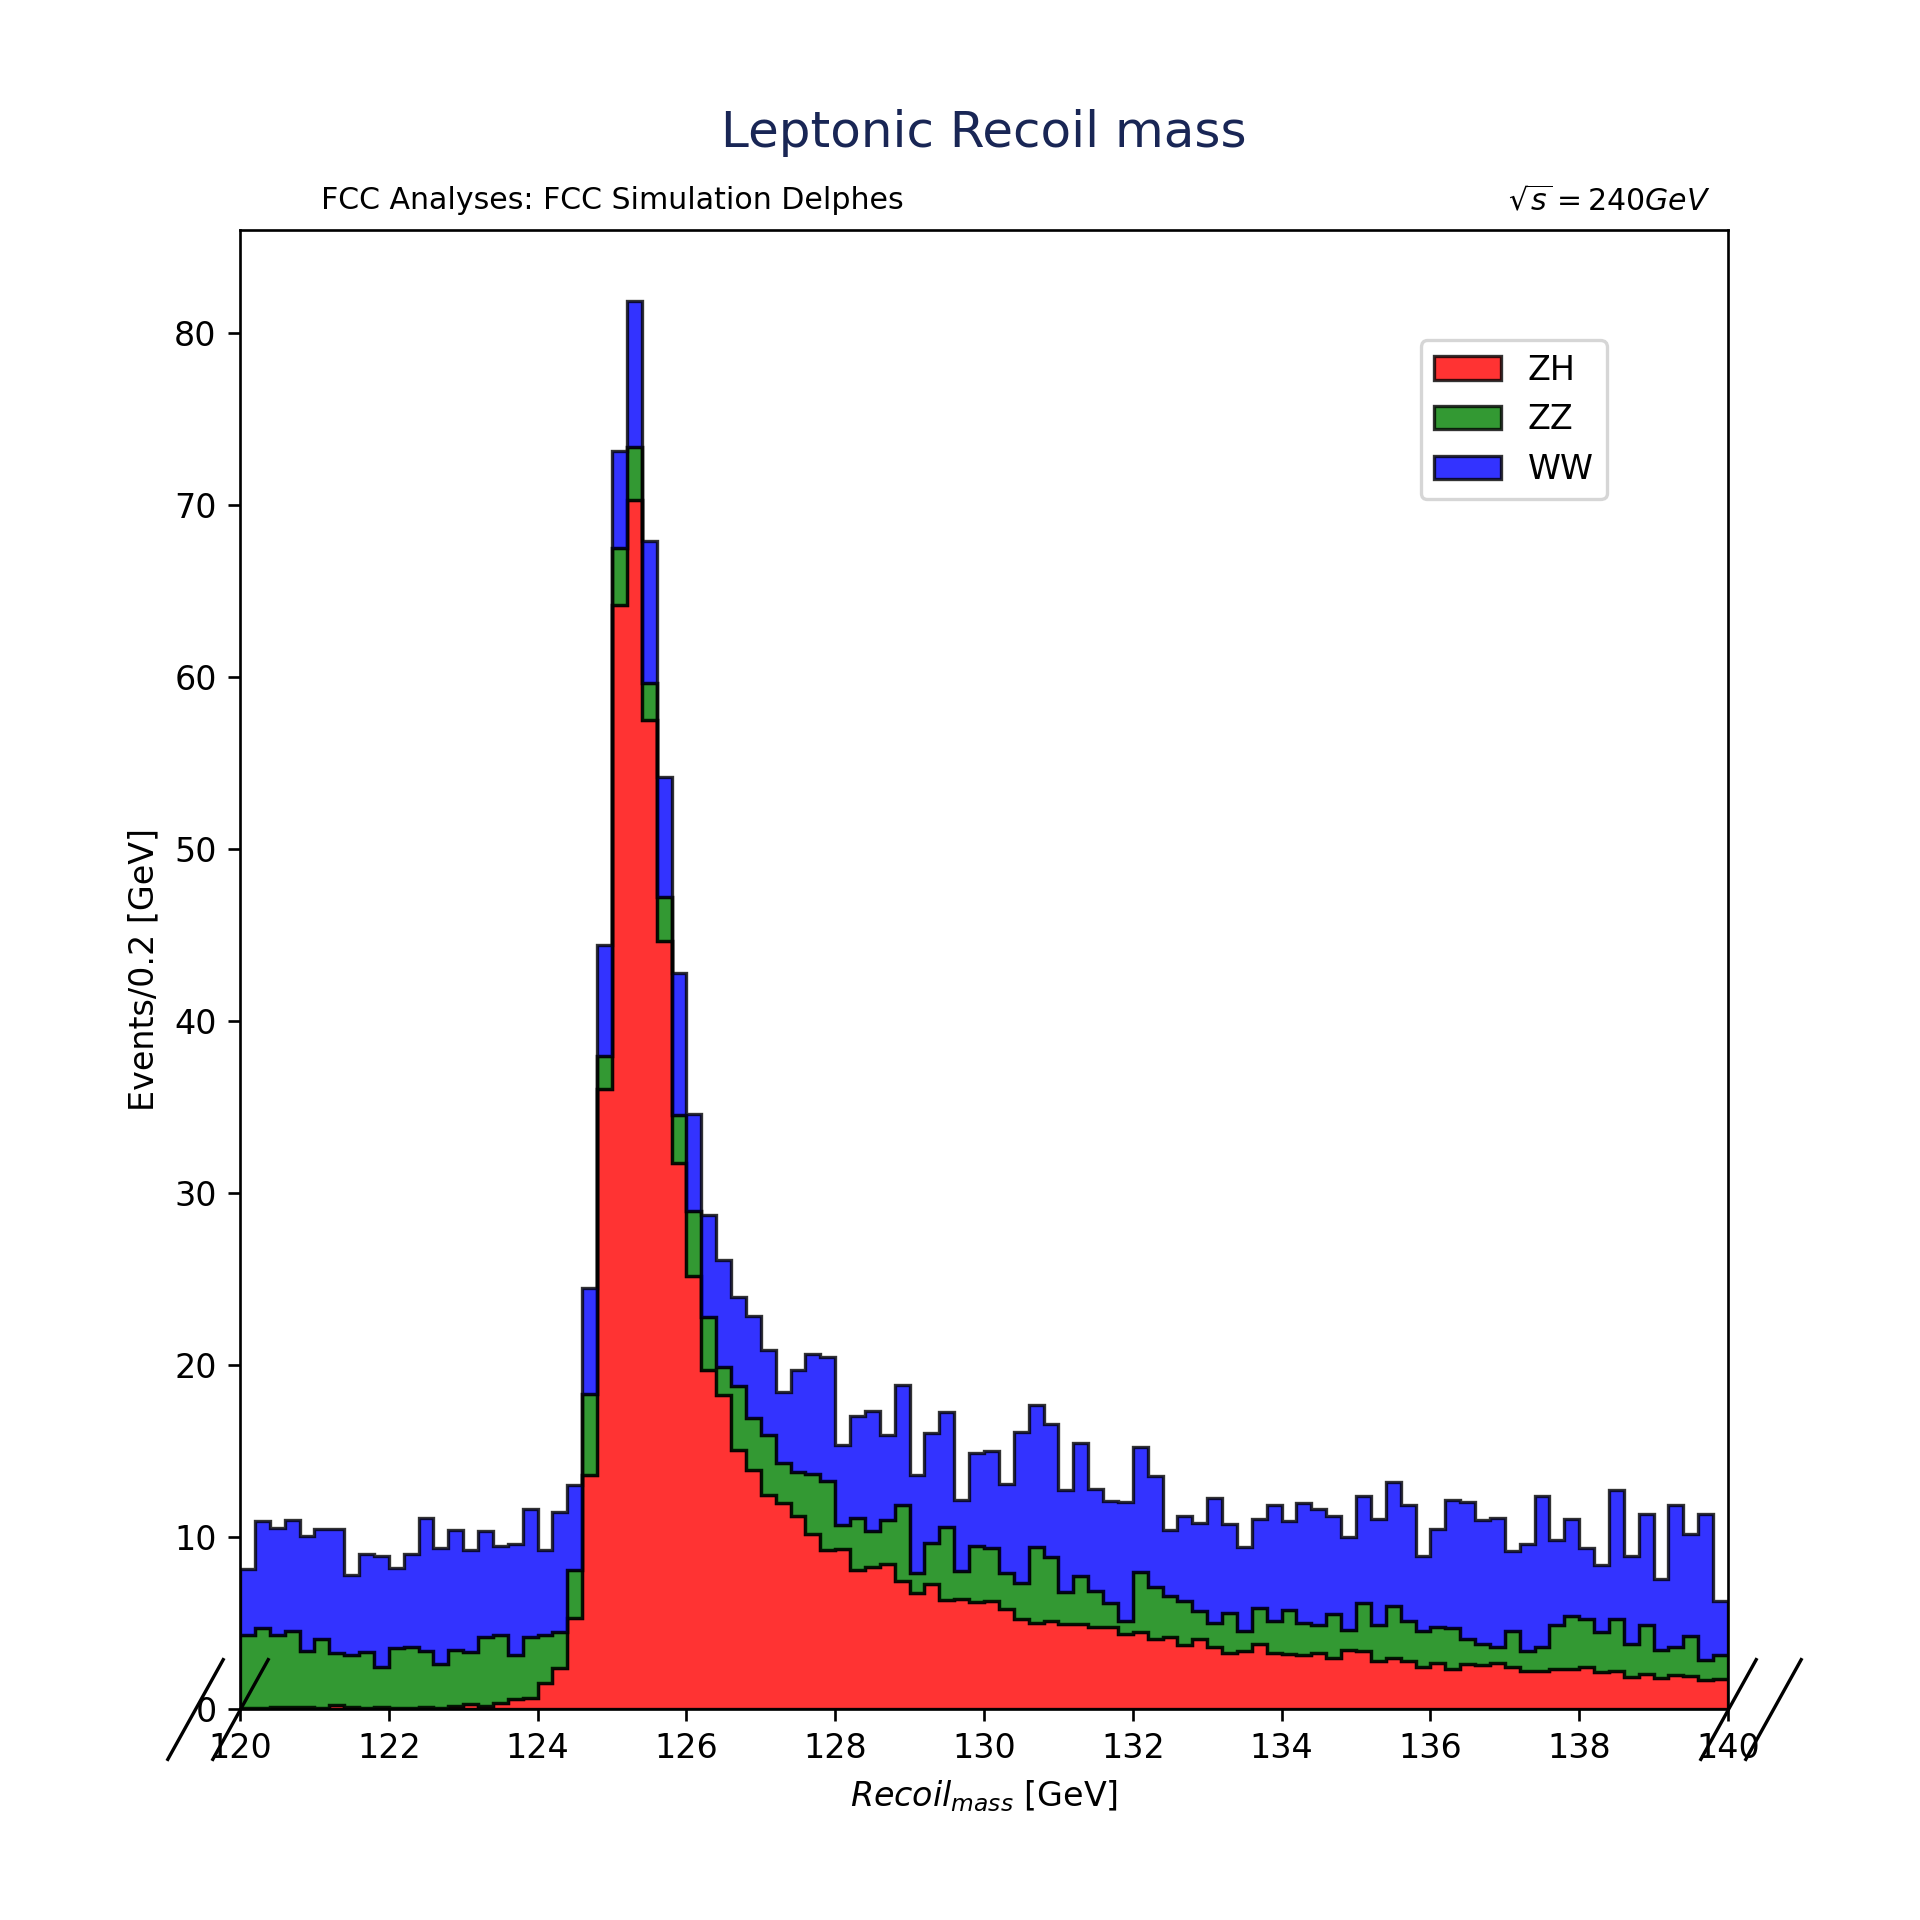 Leptonic Recoil mass
FCC Analyses: FCC Simulation Delphes
√s = 240GeV
ZH
ZZ
WW
80
70
60
50
40
30
20
10
0
Events/0.2 [GeV]
120 122 124 126 128 130 132 134 136 138 140
Recoil_mass [GeV]